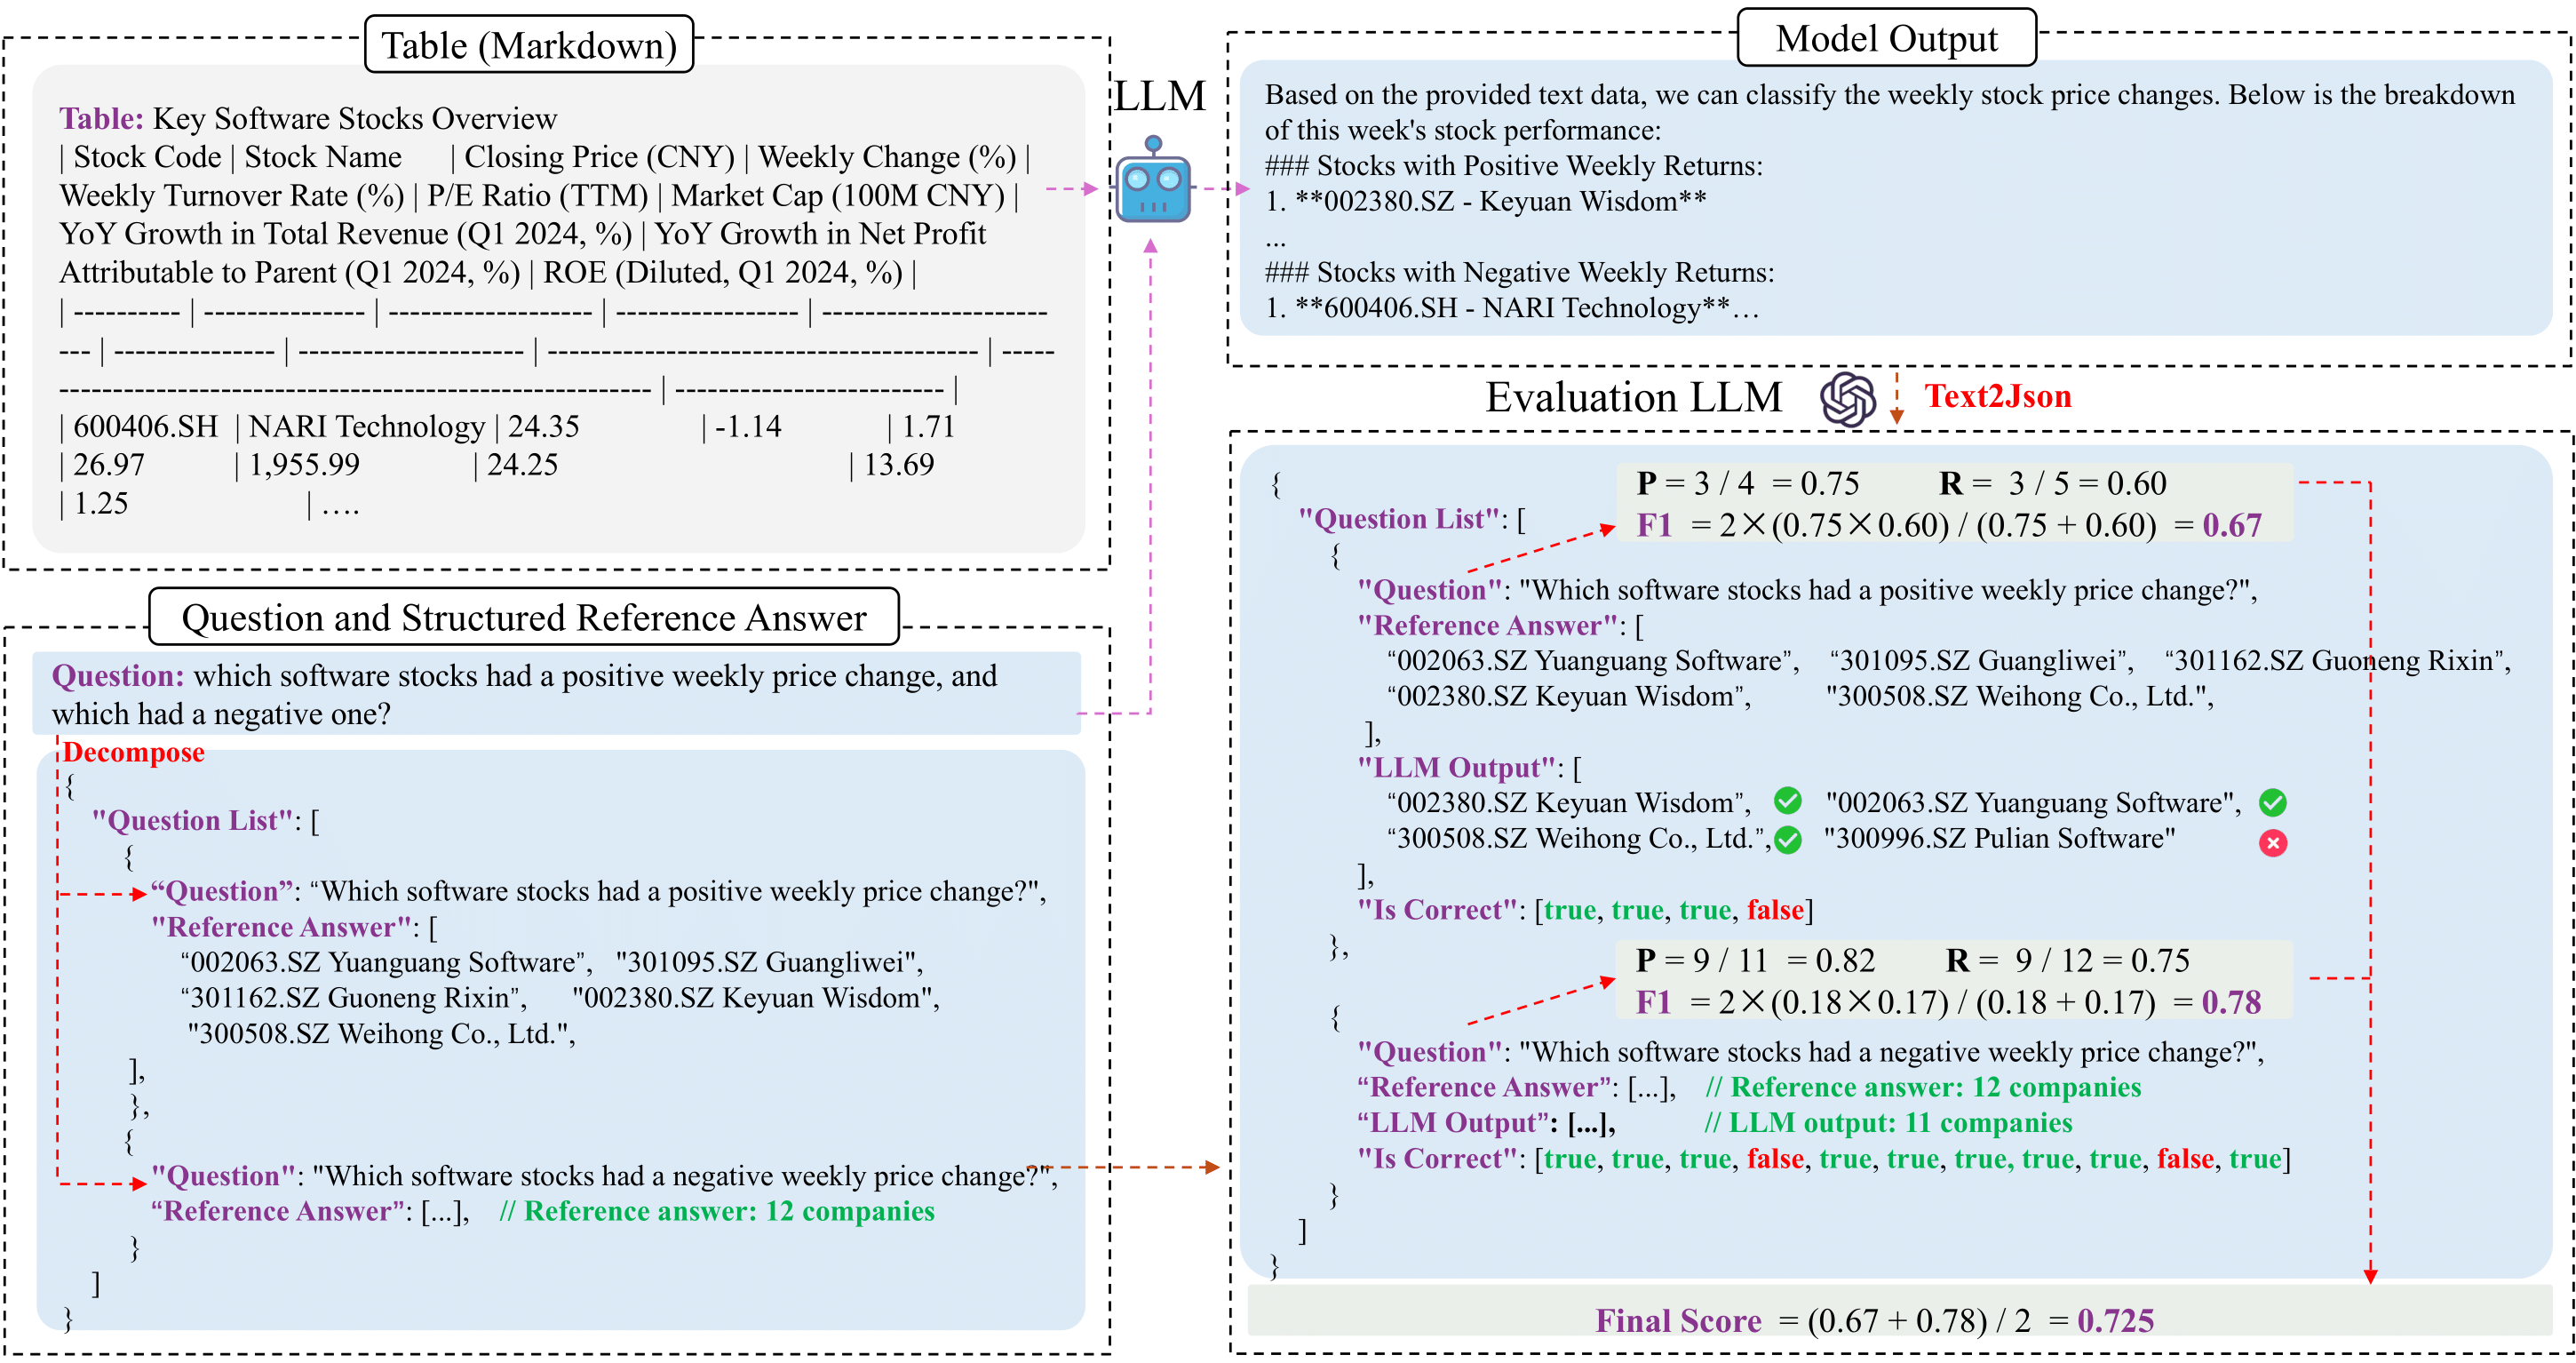 Table (Markdown)
Table: Key Software Stocks Overview
| Stock Code | Stock Name | Closing Price (CNY) | Weekly Change (%) |
Weekly Turnover Rate (%) | P/E Ratio (TTM) | Market Cap (100M CNY) |
YoY Growth in Total Revenue (Q1 2024, %) | YoY Growth in Net Profit
Attributable to Parent (Q1 2024, %) | ROE (Diluted, Q1 2024, %) |
| ---------- | --------------- | ------------------- | ----------------- | ---------------------
--- | --------------- | --------------------- | ---------------------------------------- | -----
------------------------------------------------------- | ------------------------- |
| 600406.SH | NARI Technology | 24.35 | -1.14 | 1.71
| 26.97 | 1,955.99 | 24.25 | 13.69
| 1.25 | ….
Question and Structured Reference Answer
Question: which software stocks had a positive weekly price change, and
which had a negative one?
Decompose
{
"Question List": [
{
“Question”: “Which software stocks had a positive weekly price change?",
"Reference Answer": [
“002063.SZ Yuanguang Software”, "301095.SZ Guangliwei",
“301162.SZ Guoneng Rixin”, "002380.SZ Keyuan Wisdom",
"300508.SZ Weihong Co., Ltd.",
],
},
{
"Question": "Which software stocks had a negative weekly price change?",
“Reference Answer”: [...], // Reference answer: 12 companies
}
]
}
LLM
Model Output
Based on the provided text data, we can classify the weekly stock price changes. Below is the breakdown
of this week's stock performance:
### Stocks with Positive Weekly Returns:
1. **002380.SZ - Keyuan Wisdom**
...
### Stocks with Negative Weekly Returns:
1. **600406.SH - NARI Technology**…
Evaluation LLM
Text2Json
{
P = 3 / 4 = 0.75 R = 3 / 5 = 0.60
"Question List": [
F1 = 2×(0.75×0.60) / (0.75 + 0.60) = 0.67
{
"Question": "Which software stocks had a positive weekly price change?",
"Reference Answer": [
“002063.SZ Yuanguang Software”, “301095.SZ Guangliwei”, “301162.SZ Guoneng Rixin”,
“002380.SZ Keyuan Wisdom”, "300508.SZ Weihong Co., Ltd.",
],
"LLM Output": [
“002380.SZ Keyuan Wisdom”, "002063.SZ Yuanguang Software",
“300508.SZ Weihong Co., Ltd.”, "300996.SZ Pulian Software"
],
"Is Correct": [true, true, true, false]
},
P = 9 / 11 = 0.82 R = 9 / 12 = 0.75
F1 = 2×(0.18×0.17) / (0.18 + 0.17) = 0.78
{
"Question": "Which software stocks had a negative weekly price change?",
“Reference Answer”: [...], // Reference answer: 12 companies
“LLM Output”: [...], // LLM output: 11 companies
"Is Correct": [true, true, true, false, true, true, true, true, true, false, true]
}
]
}
Final Score = (0.67 + 0.78) / 2 = 0.725